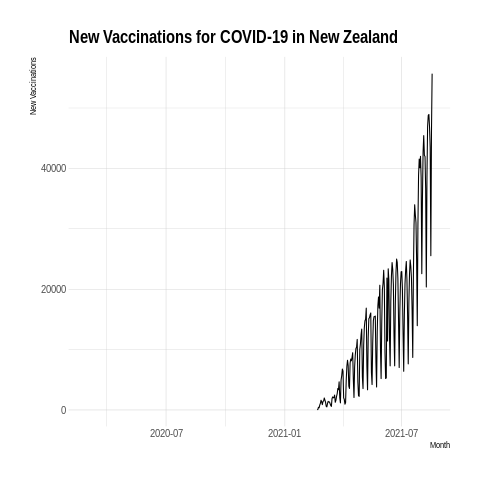 New Vaccinations for COVID-19 in New Zealand
New Vaccinations
40000
20000
0
2020-07 2021-01 2021-07
Month